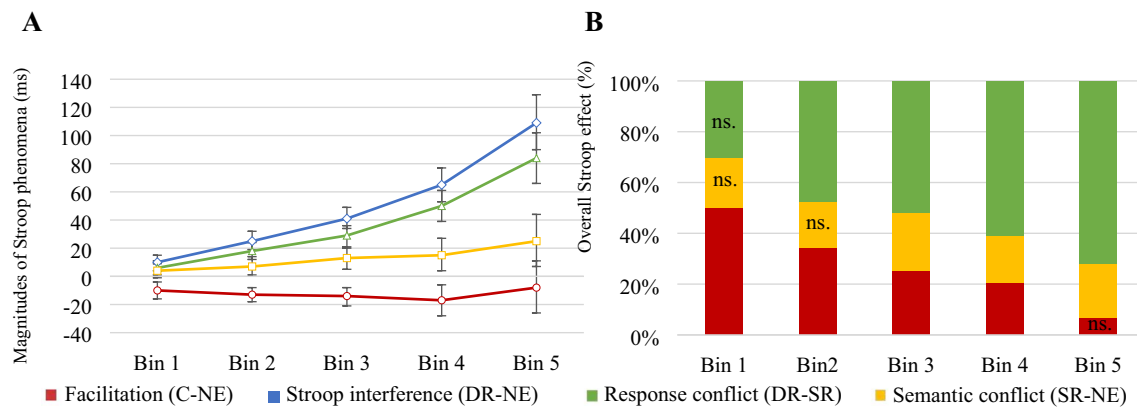 A
B
Magnitudes of Stroop phenomena (ms)
140
120
100
80
60
40
20
0
-20
-40
Bin 1
Bin 2
Bin 3
Bin 4
Bin 5
Overall Stroop effect (%)
100%
80%
60%
40%
20%
0%
ns.
ns.
ns.
ns.
Bin 1
Bin2
Bin 3
Bin 4
Bin 5
Facilitation (C-NE)
Stroop interference (DR-NE)
Response conflict (DR-SR)
Semantic conflict (SR-NE)